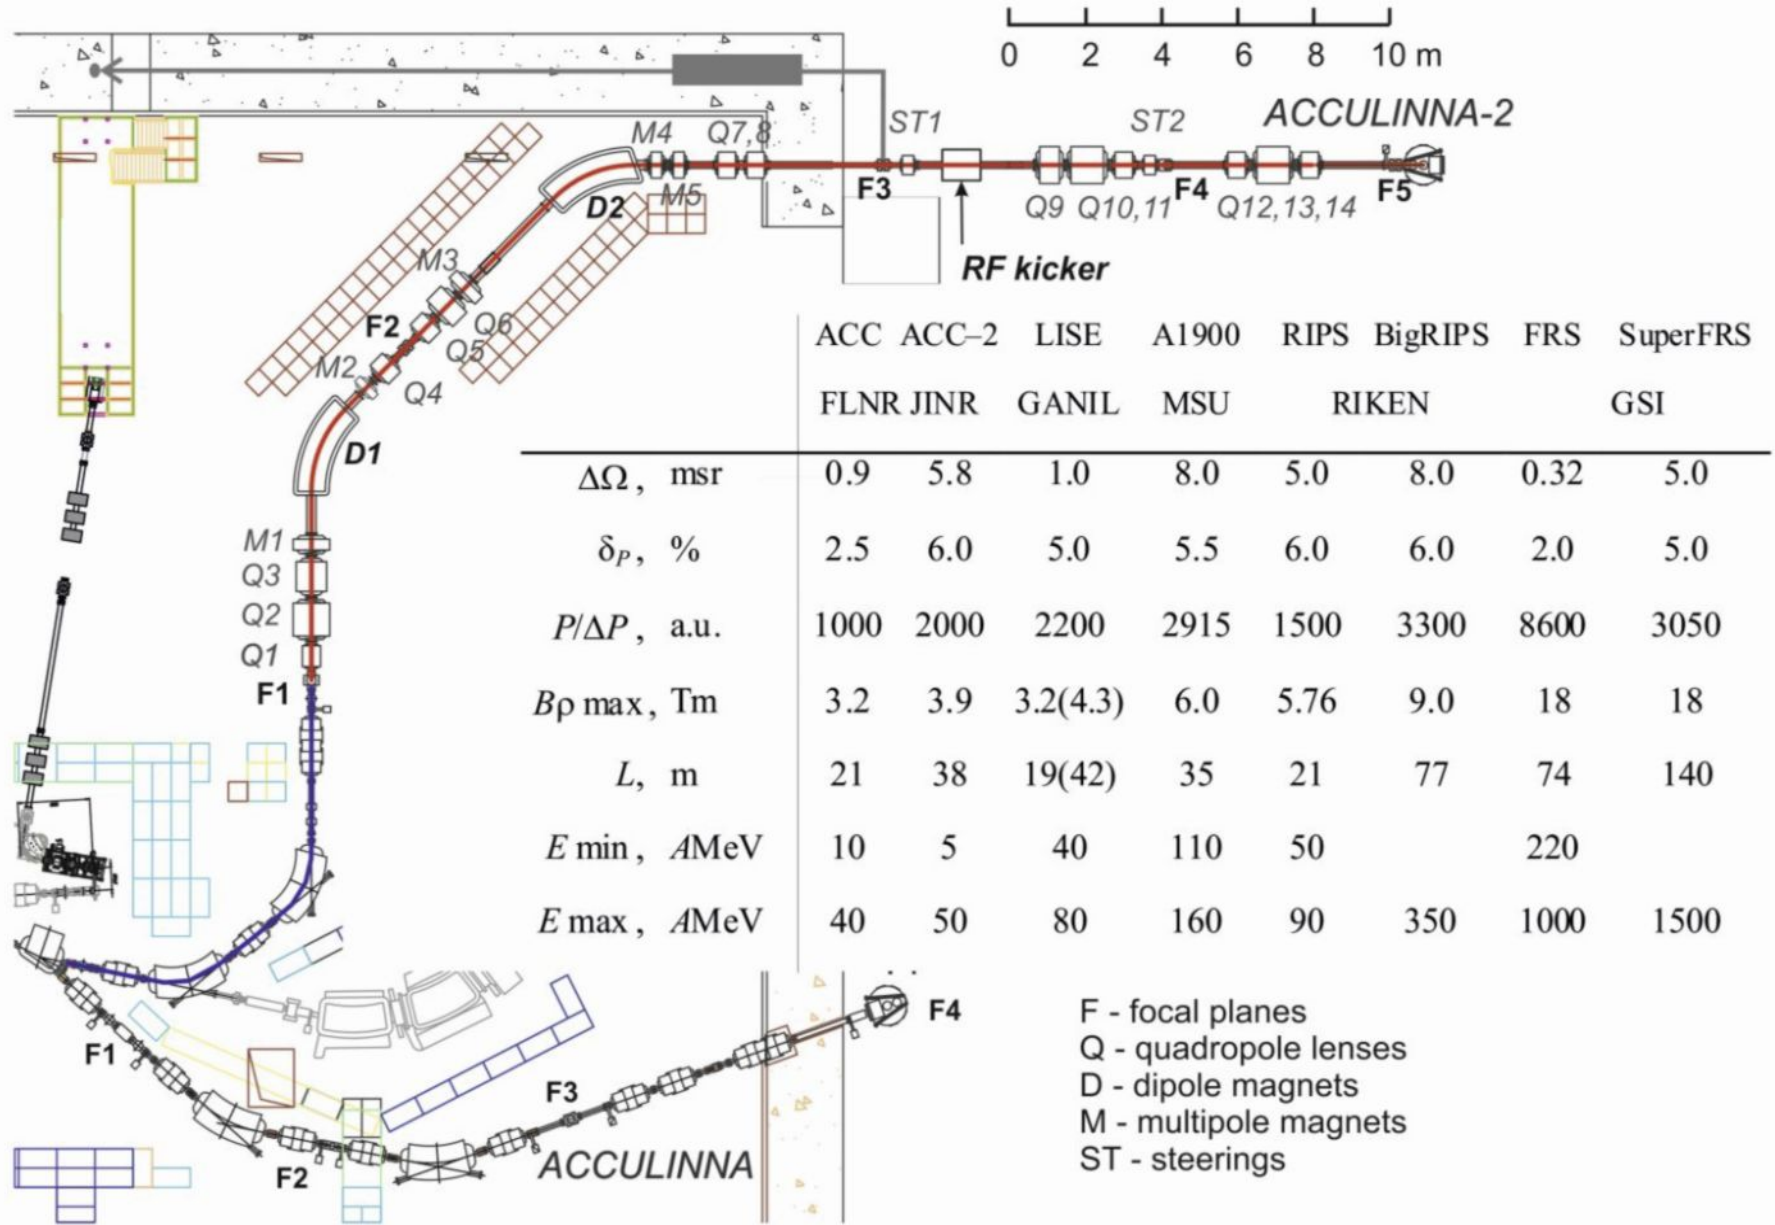 0 2 4 6 8 10 m
ACCULINNA-2
M4 Q7,8 ST1 ST2
D2 M5 F3 F4 F5
Q9 Q10,11 Q12,13,14
RF kicker
M3
F2 Q6
Q5
M2
Q4
D1
M1
Q3
Q2
Q1
F1
ACC ACC–2 LISE A1900 RIPS BigRIPS FRS SuperFRS
FLNR JINR GANIL MSU RIKEN GSI
ΔΩ, msr 0.9 5.8 1.0 8.0 5.0 8.0 0.32 5.0
δP, % 2.5 6.0 5.0 5.5 6.0 6.0 2.0 5.0
P/ΔP, a.u. 1000 2000 2200 2915 1500 3300 8600 3050
Bρ max, Tm 3.2 3.9 3.2(4.3) 6.0 5.76 9.0 18 18
L, m 21 38 19(42) 35 21 77 74 140
E min, AMeV 10 5 40 110 50 220
E max, AMeV 40 50 80 160 90 350 1000 1500
F1
F2
F3
F4
ACCULINNA
F - focal planes
Q - quadropole lenses
D - dipole magnets
M - multipole magnets
ST - steerings